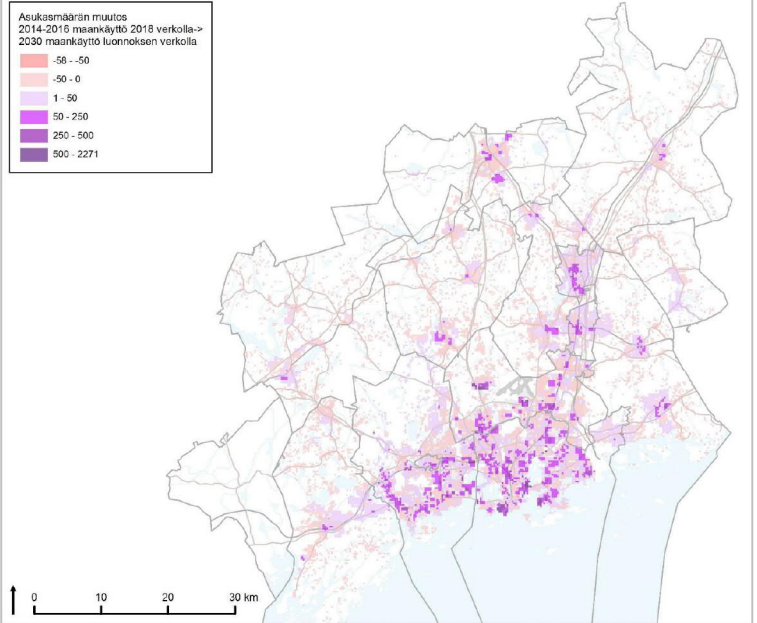 Asukasmäärän muutos
2014-2016 maankäyttö 2018 verkolla->
2030 maankäyttö luonnoksen verkolla
-58 - -50
-50 - 0
1 - 50
50 - 250
250 - 500
500 - 2271
0 10 20 30 km